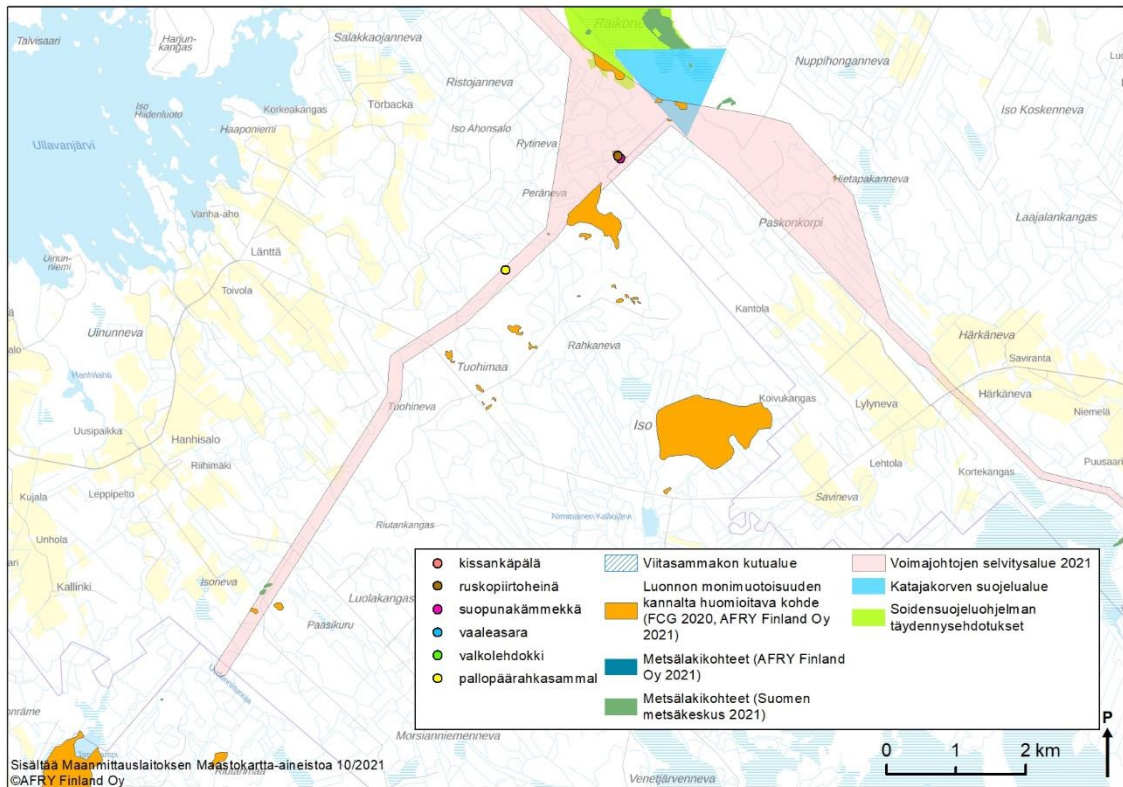 Talvisaari
Harjun-
kangas
Salakkaojanneva
Raikone
Nuppihonganneva
Ristojanneva
Iso
Hiidenluoto
Korkeakangas
Törbacka
Haaponiemi
Iso Ahonsalo
Iso Koskenneva
Ullavanjärvi
Rytineva
Hietapakanneva
Peräneva
Vanha-aho
Paskonkorpi
Laajalankangas
Länttä
Uinun-
niemi
Toivola
Kantola
Uinunneva
Rahkaneva
Härkäneva
Saviranta
Tuohimaa
Härkäneva
Niemelä
Tuohineva
Koivukangas
Lylyneva
Uusipaikka
Hanhisalo
Iso
Riihimäki
Lehtola
Puusaari
Kortekangas
Kujala
Leppipelto
Savineva
Unhola
Riutankangas
Kallinki
Isoneva
Luolakangas
Pääsikuru
Morsianniemenneva
Riutanmaa
Venetjärvenneva
kissankäpälä
ruskopiirtoheinä
suopunakämmekkä
vaaleasara
valkolehdokki
pallopäärahkasammal
Viitasammakon kutualue
Luonnon monimuotoisuuden
kannalta huomioitava kohde
(FCG 2020, AFRY Finland Oy
2021)
Metsälakikohteet (AFRY Finland
Oy 2021)
Metsälakikohteet (Suomen
metsäkeskus 2021)
Voimajohtojen selvitysalue 2021
Katajakorven suojelualue
Soidensuojeluohjelman
täydennysehdotukset
P
0 1 2 km
Sisältää Maanmittauslaitoksen Maastokartta-aineistoa 10/2021
©AFRY Finland Oy